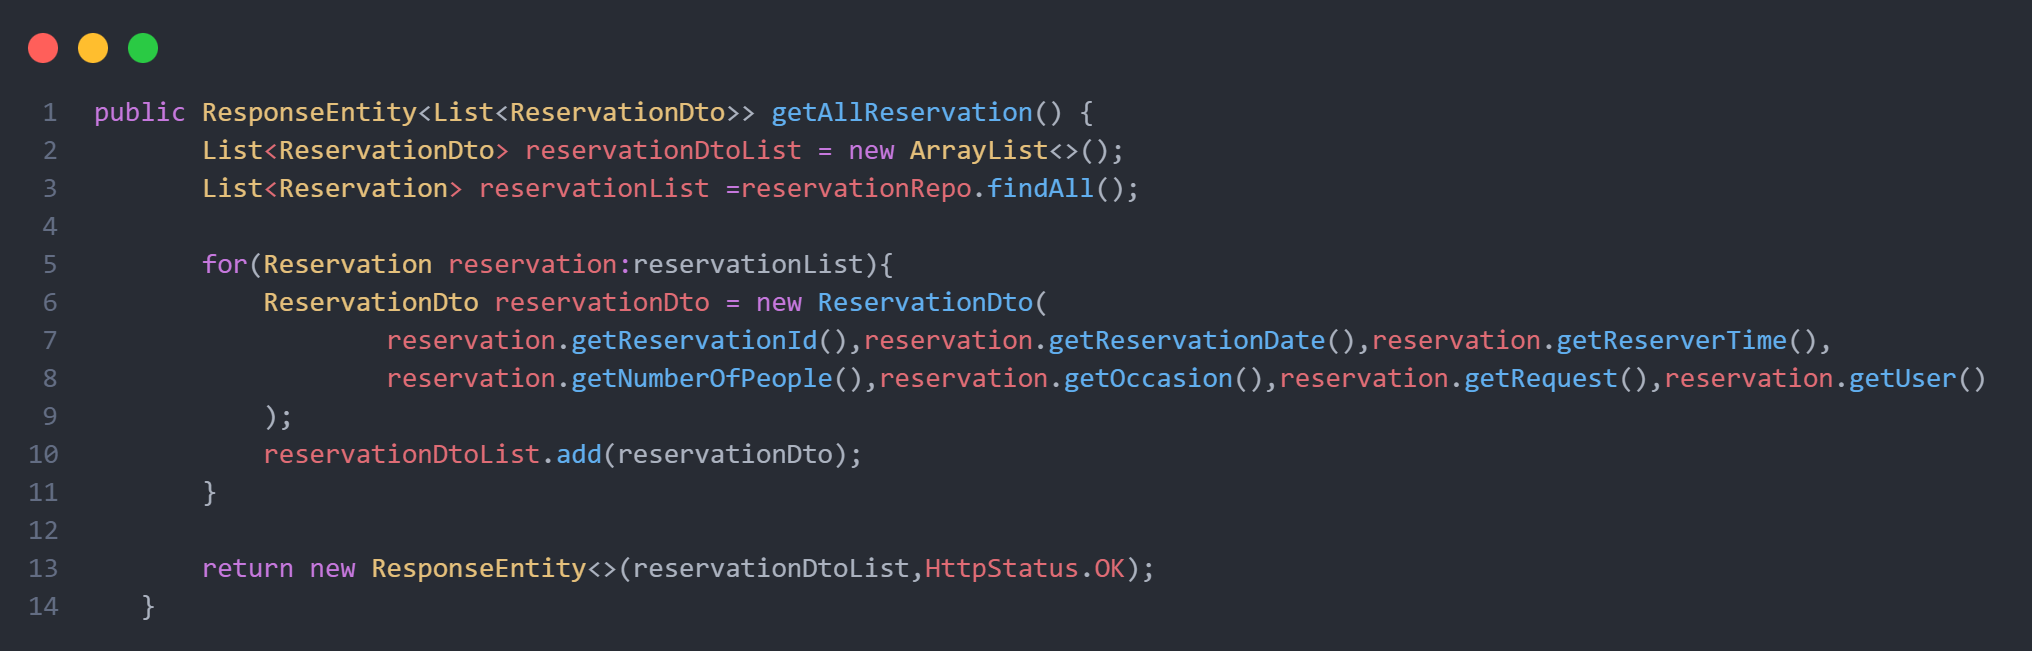 1 public ResponseEntity<List<ReservationDto>> getAllReservation() {
2 List<ReservationDto> reservationDtoList = new ArrayList<>();
3 List<Reservation> reservationList =reservationRepo.findAll();
4
5 for(Reservation reservation:reservationList){
6 ReservationDto reservationDto = new ReservationDto(
7 reservation.getReservationId(),reservation.getReservationDate(),reservation.getReserverTime(),
8 reservation.getNumberOfPeople(),reservation.getOccasion(),reservation.getRequest(),reservation.getUser()
9 );
10 reservationDtoList.add(reservationDto);
11 }
12
13 return new ResponseEntity<>(reservationDtoList,HttpStatus.OK);
14 }